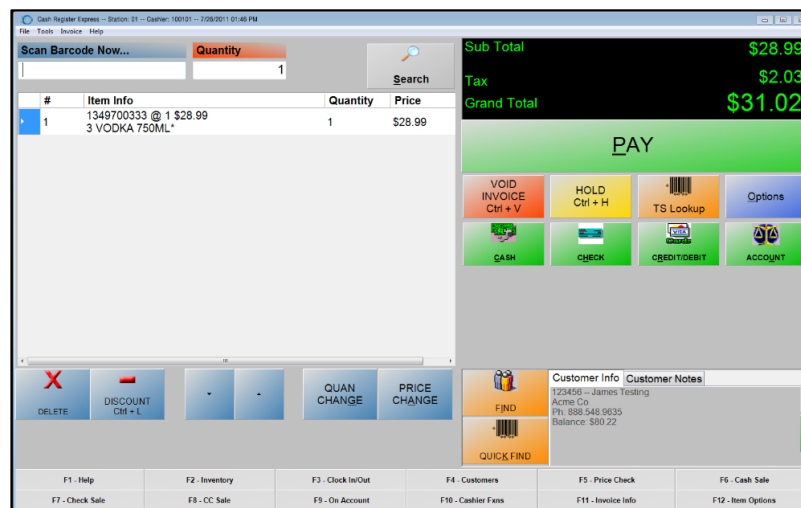 Cash Register Express -- Station: 01 -- Cashier: 100101 -- 7/28/2011 01:46 PM
File Tools Invoice Help
Scan Barcode Now...
Quantity
1
Search
# Item Info Quantity Price
1349700333 @ 1 $28.99
1 1 $28.99
3 VODKA 750ML*
Sub Total $28.99
Tax $2.03
Grand Total $31.02
PAY
VOID
INVOICE
Ctrl + V
HOLD
Ctrl + H
TS Lookup
Options
CASH
CHECK
VISA
CREDIT/DEBIT
ACCOUNT
DELETE
DISCOUNT
Ctrl + L
QUAN
CHANGE
PRICE
CHANGE
FIND
QUICK FIND
Customer Info Customer Notes
123456 -- James Testing
Acme Co.
Ph: 888.548.9635
Balance: $80.22
F1 - Help F2 - Inventory F3 - Clock In/Out F4 - Customers F5 - Price Check F6 - Cash Sale
F7 - Check Sale F8 - CC Sale F9 - On Account F10 - Cashier Fxns F11 - Invoice Info F12 - Item Options